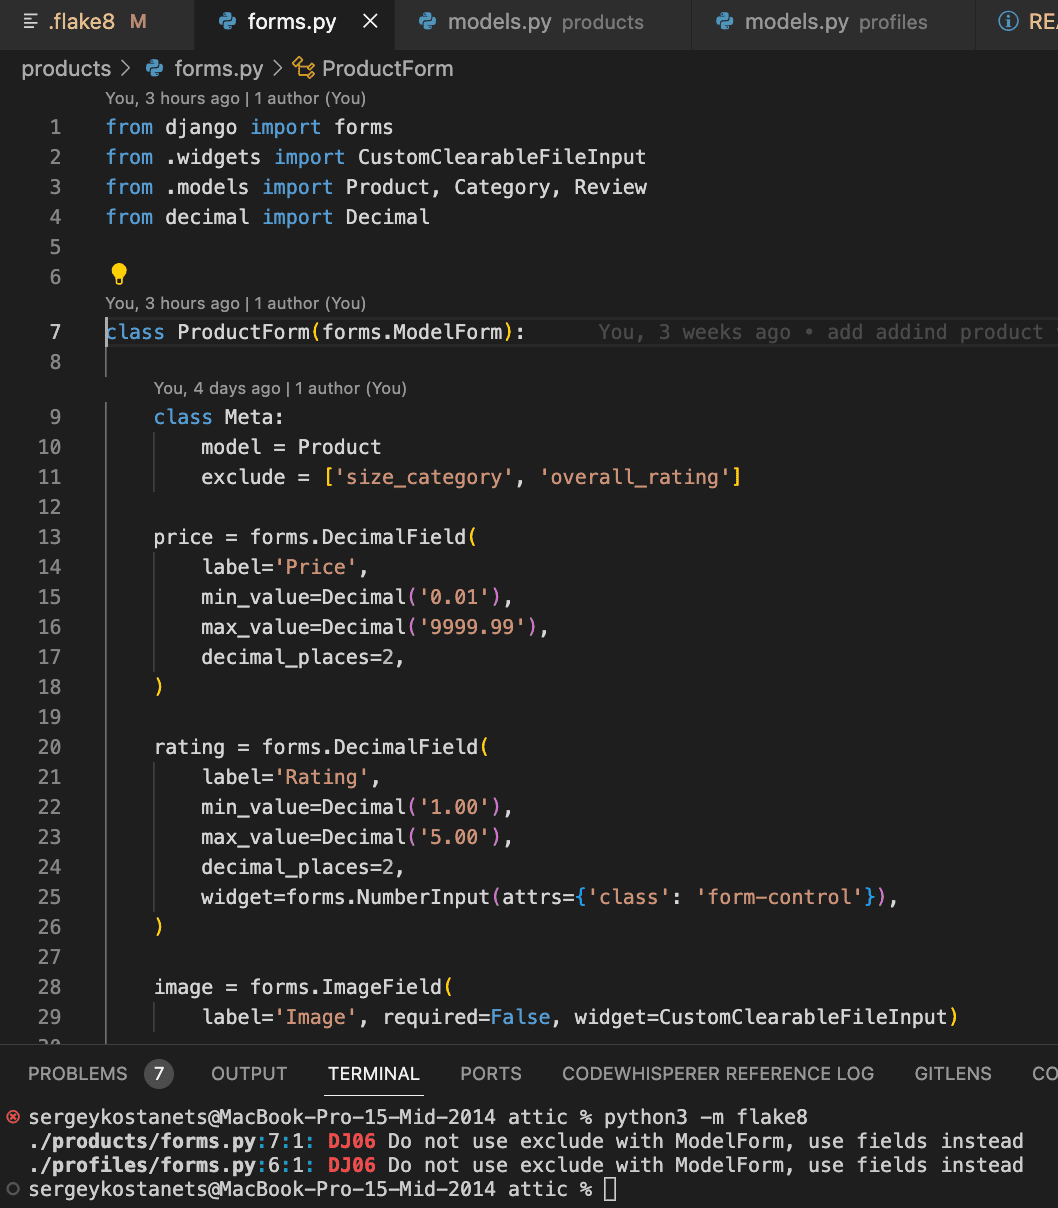 .flake8 M forms.py models.py products models.py profiles REA
products > forms.py > ProductForm
You, 3 hours ago | 1 author (You)
1 from django import forms
2 from .widgets import CustomClearableFileInput
3 from .models import Product, Category, Review
4 from decimal import Decimal
5
6
You, 3 hours ago | 1 author (You)
7 class ProductForm(forms.ModelForm): You, 3 weeks ago • add addind product
8
You, 4 days ago | 1 author (You)
9 class Meta:
10 model = Product
11 exclude = ['size_category', 'overall_rating']
12
13 price = forms.DecimalField(
14 label='Price',
15 min_value=Decimal('0.01'),
16 max_value=Decimal('9999.99'),
17 decimal_places=2,
18 )
19
20 rating = forms.DecimalField(
21 label='Rating',
22 min_value=Decimal('1.00'),
23 max_value=Decimal('5.00'),
24 decimal_places=2,
25 widget=forms.NumberInput(attrs={'class': 'form-control'}),
26 )
27
28 image = forms.ImageField(
29 label='Image', required=False, widget=CustomClearableFileInput)
PROBLEMS 7 OUTPUT TERMINAL PORTS CODEWHISPERER REFERENCE LOG GITLENS CO
sergeykostanets@MacBook-Pro-15-Mid-2014 attic % python3 -m flake8
./products/forms.py:7:1: DJ06 Do not use exclude with ModelForm, use fields instead
./profiles/forms.py:6:1: DJ06 Do not use exclude with ModelForm, use fields instead
sergeykostanets@MacBook-Pro-15-Mid-2014 attic %